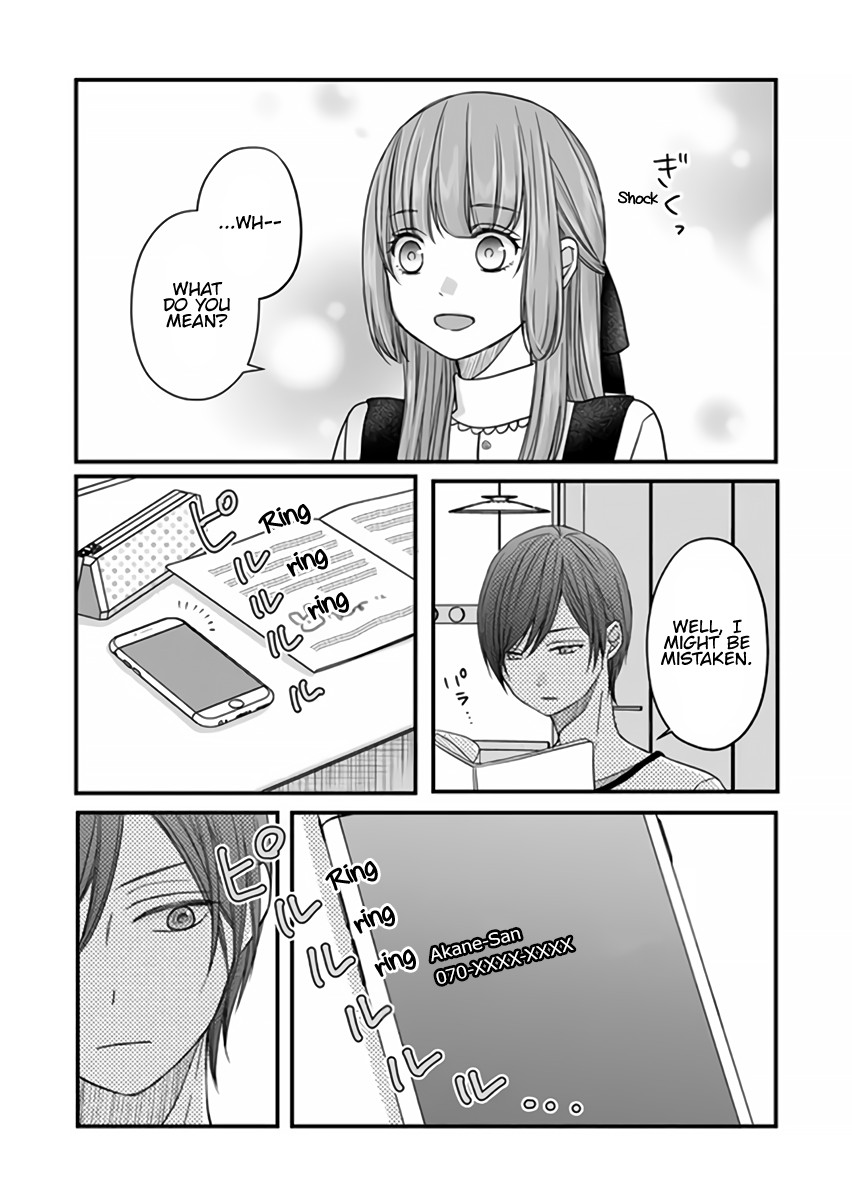 ぎくっ
Shock
...WH--
WHAT
DO YOU
MEAN?
WELL, I
MIGHT BE
MISTAKEN.
パラ...
ピルルルル
Ring
ring
ring
Akane-San
070-XXXX-XXXX
Ring
ring
ring
ピルルルルル...